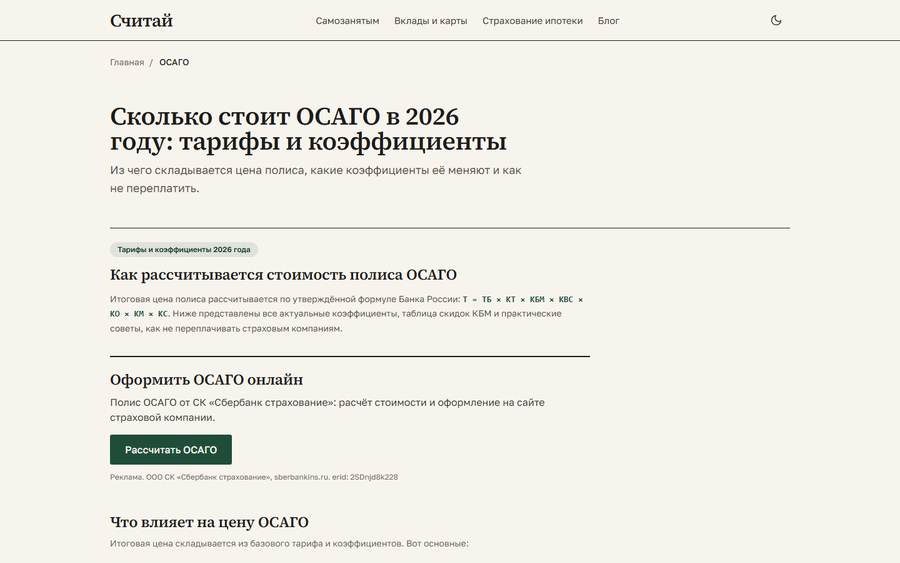 Считай
Самозанятым Вклады и карты Страхование ипотеки Блог
Главная / ОСАГО
Сколько стоит ОСАГО в 2026
году: тарифы и коэффициенты
Из чего складывается цена полиса, какие коэффициенты её меняют и как
не переплатить.
Тарифы и коэффициенты 2026 года
Как рассчитывается стоимость полиса ОСАГО
Итоговая цена полиса рассчитывается по утверждённой формуле Банка России: Т = ТБ × КТ × КБМ × КВС ×
КО × КМ × КС. Ниже представлены все актуальные коэффициенты, таблица скидок КБМ и практические
советы, как не переплачивать страховым компаниям.
Оформить ОСАГО онлайн
Полис ОСАГО от СК «Сбербанк страхование»: расчёт стоимости и оформление на сайте
страховой компании.
Рассчитать ОСАГО
Реклама. ООО СК «Сбербанк страхование», sberbankins.ru. erid: 2SDnjd8k228
Что влияет на цену ОСАГО
Итоговая цена складывается из базового тарифа и коэффициентов. Вот основные: